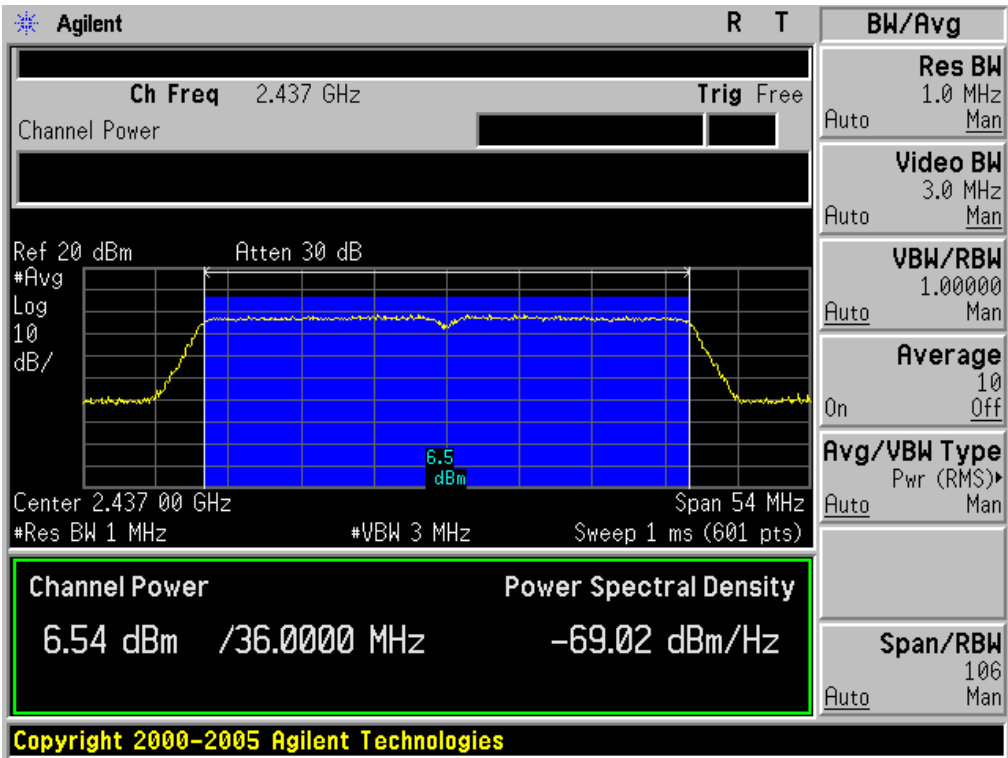 Agilent
R T
Ch Freq 2.437 GHz
Trig Free
Channel Power
Ref 20 dBm
Atten 30 dB
#Avg
Log
10
dB/
6.5
dBm
Center 2.437 00 GHz
Span 54 MHz
#Res BW 1 MHz
#VBW 3 MHz
Sweep 1 ms (601 pts)
Channel Power
Power Spectral Density
6.54 dBm /36.0000 MHz
-69.02 dBm/Hz
Copyright 2000-2005 Agilent Technologies
BW/Avg
Res BW
1.0 MHz
Auto Man
Video BW
3.0 MHz
Auto Man
VBW/RBW
1.00000
Auto Man
Average
10
On Off
Avg/VBW Type
Pwr (RMS)
Auto Man
Span/RBW
106
Auto Man